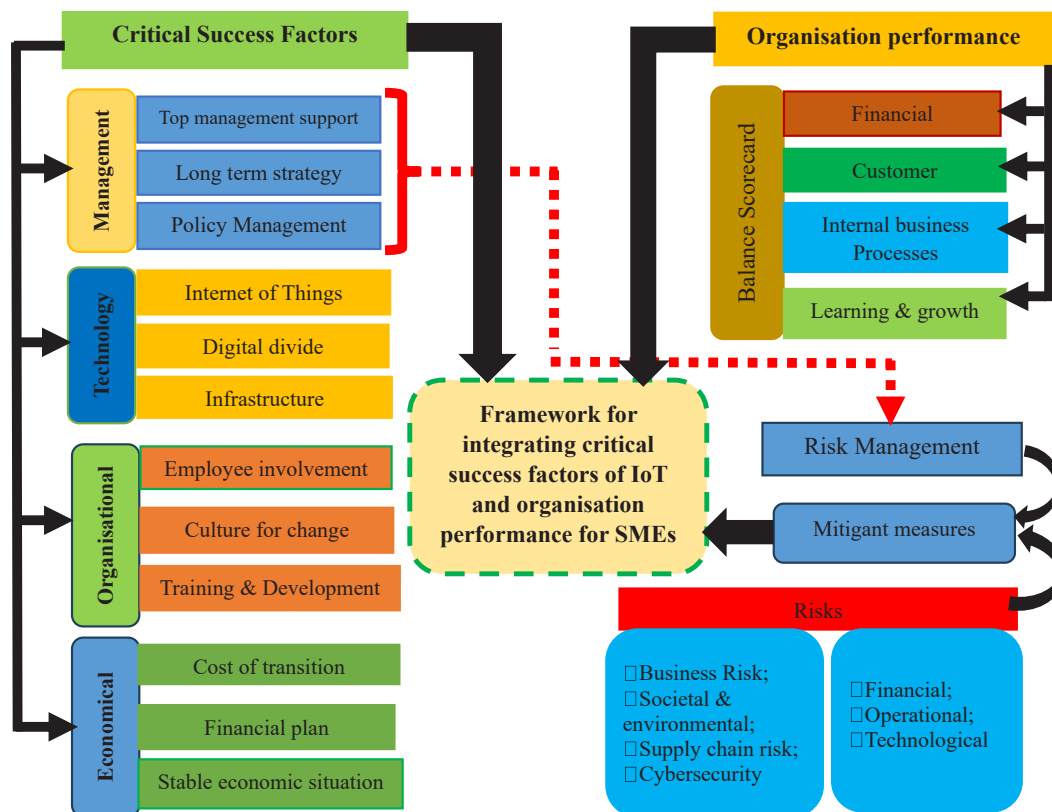 Critical Success Factors
Management
Top management support
Long term strategy
Policy Management
Technology
Internet of Things
Digital divide
Infrastructure
Organisational
Employee involvement
Culture for change
Training & Development
Economical
Cost of transition
Financial plan
Stable economic situation
Framework for
integrating critical
success factors of IoT
and organisation
performance for SMEs
Organisation performance
Balance Scorecard
Financial
Customer
Internal business
Processes
Learning & growth
Risk Management
Mitigant measures
Risks
□Business Risk;
□Societal &
environmental;
□Supply chain risk;
□Cybersecurity
□Financial;
□Operational;
□Technological